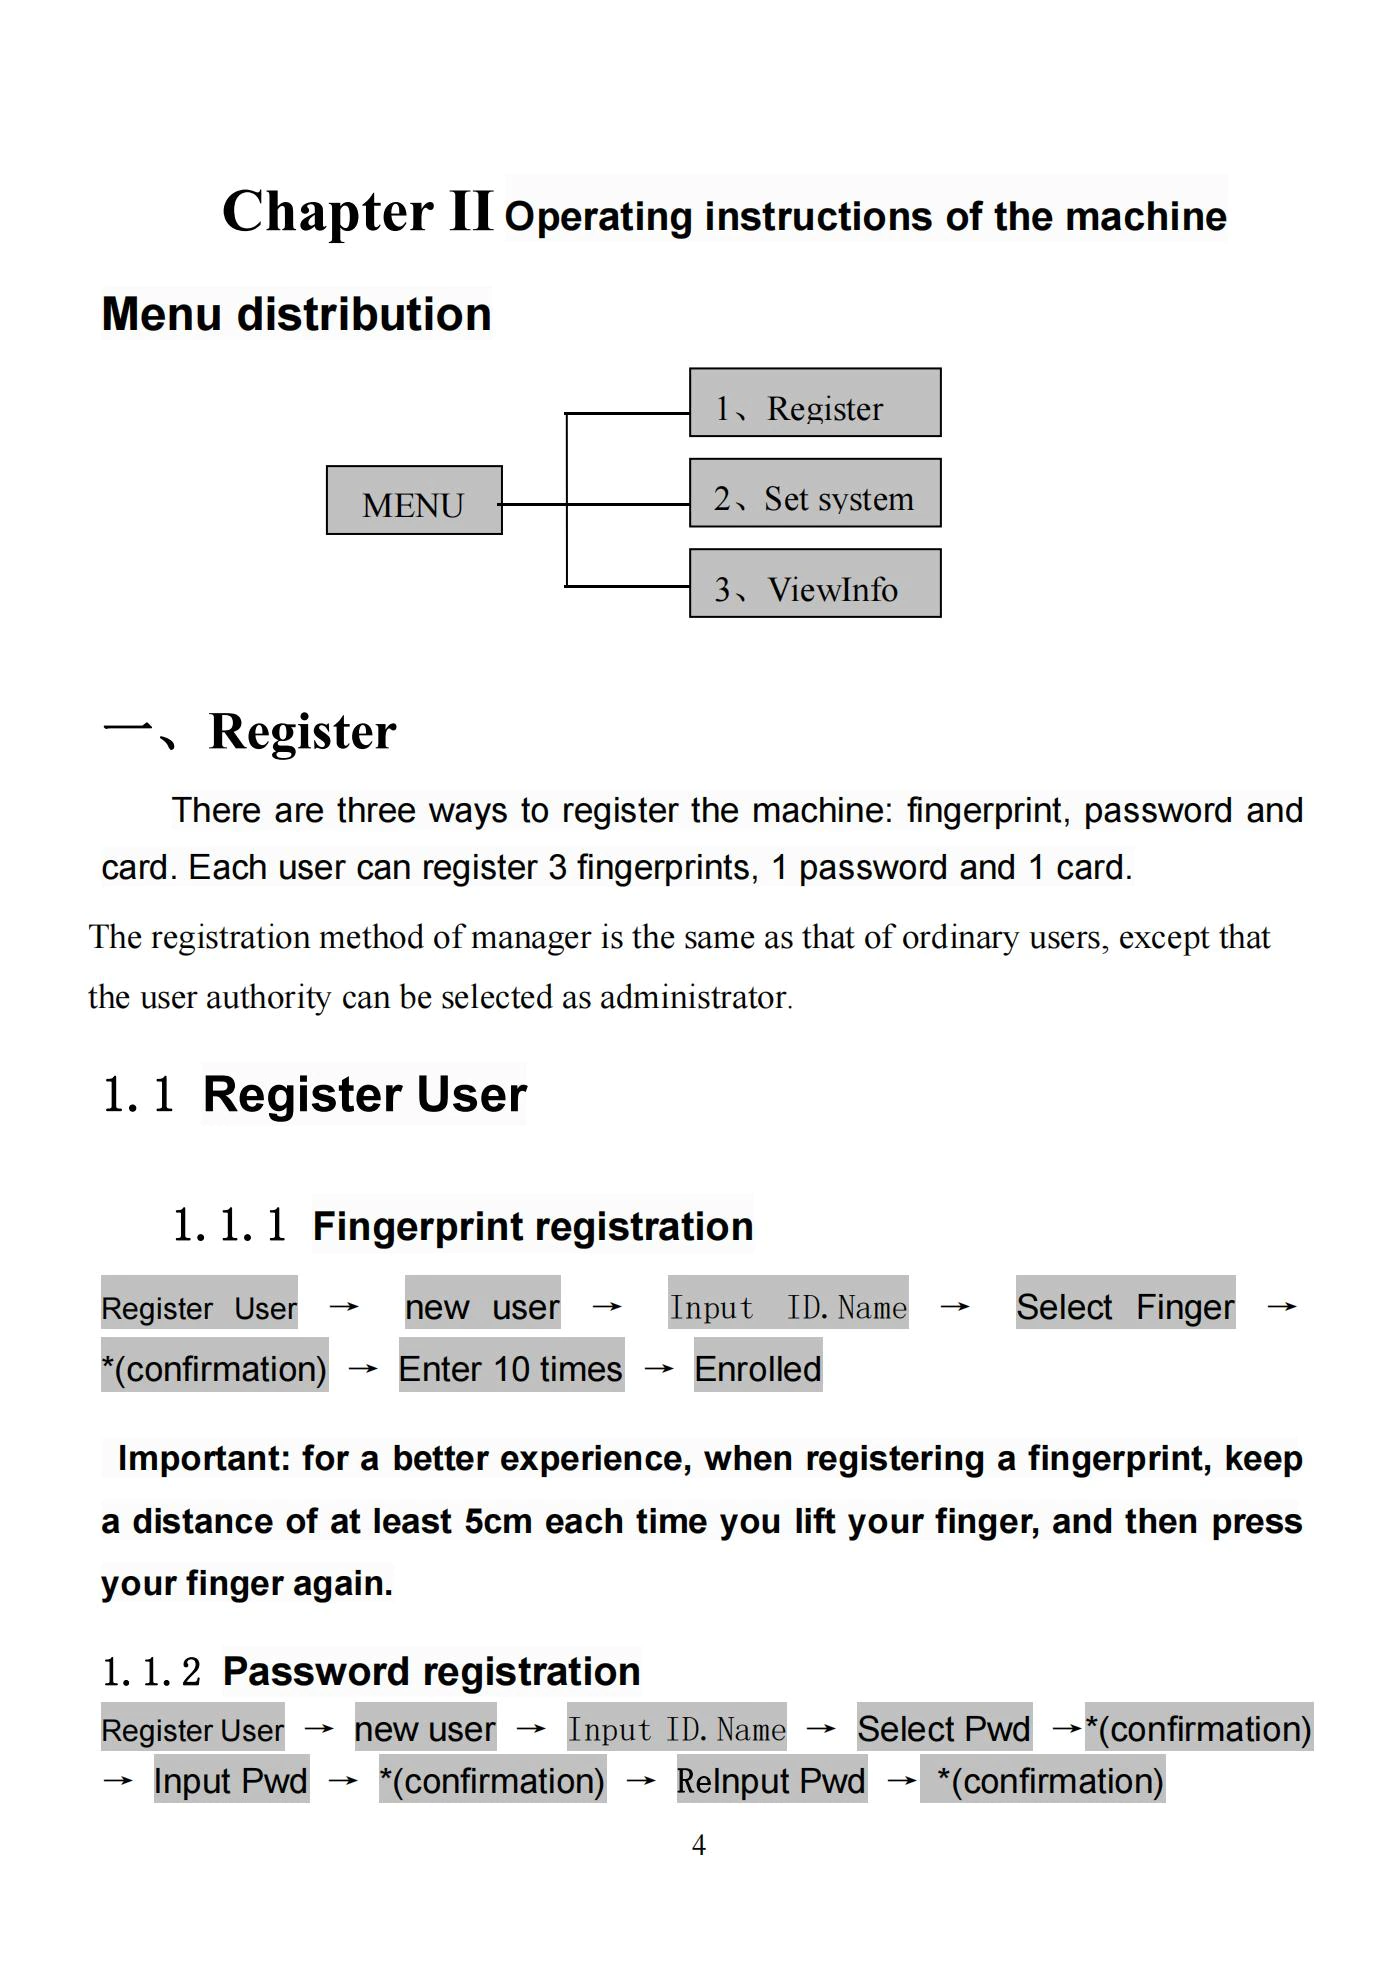 Chapter II Operating instructions of the machine
Menu distribution
1、Register
MENU
2、Set system
3、ViewInfo
一、Register
There are three ways to register the machine: fingerprint, password and
card. Each user can register 3 fingerprints, 1 password and 1 card.
The registration method of manager is the same as that of ordinary users, except that
the user authority can be selected as administrator.
1.1 Register User
1.1.1 Fingerprint registration
Register User → new user → Input ID.Name → Select Finger →
*(confirmation) → Enter 10 times → Enrolled
Important: for a better experience, when registering a fingerprint, keep
a distance of at least 5cm each time you lift your finger, and then press
your finger again.
1.1.2 Password registration
Register User → new user → Input ID.Name → Select Pwd →*(confirmation)
→ Input Pwd → *(confirmation) → ReInput Pwd → *(confirmation)
4